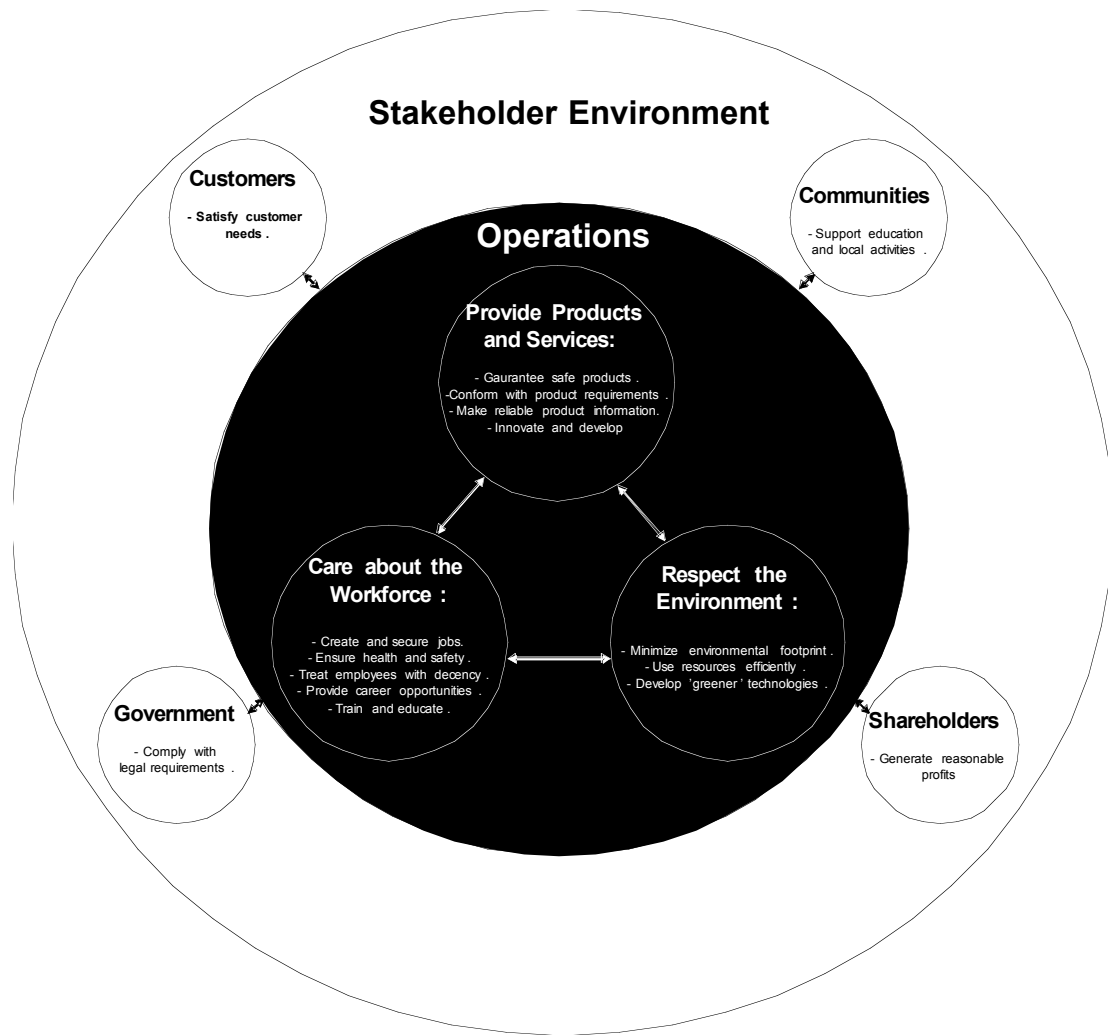 Stakeholder Environment
Customers
- Satisfy customer
needs .
Communities
- Support education
and local activities .
Operations
Provide Products
and Services:
- Gaurantee safe products .
-Conform with product requirements .
- Make reliable product information.
- Innovate and develop
Care about the
Workforce :
- Create and secure jobs.
- Ensure health and safety .
- Treat employees with decency .
- Provide career opportunities .
- Train and educate .
Respect the
Environment :
- Minimize environmental footprint .
- Use resources efficiently .
- Develop 'greener' technologies .
Government
- Comply with
legal requirements .
Shareholders
- Generate reasonable
profits